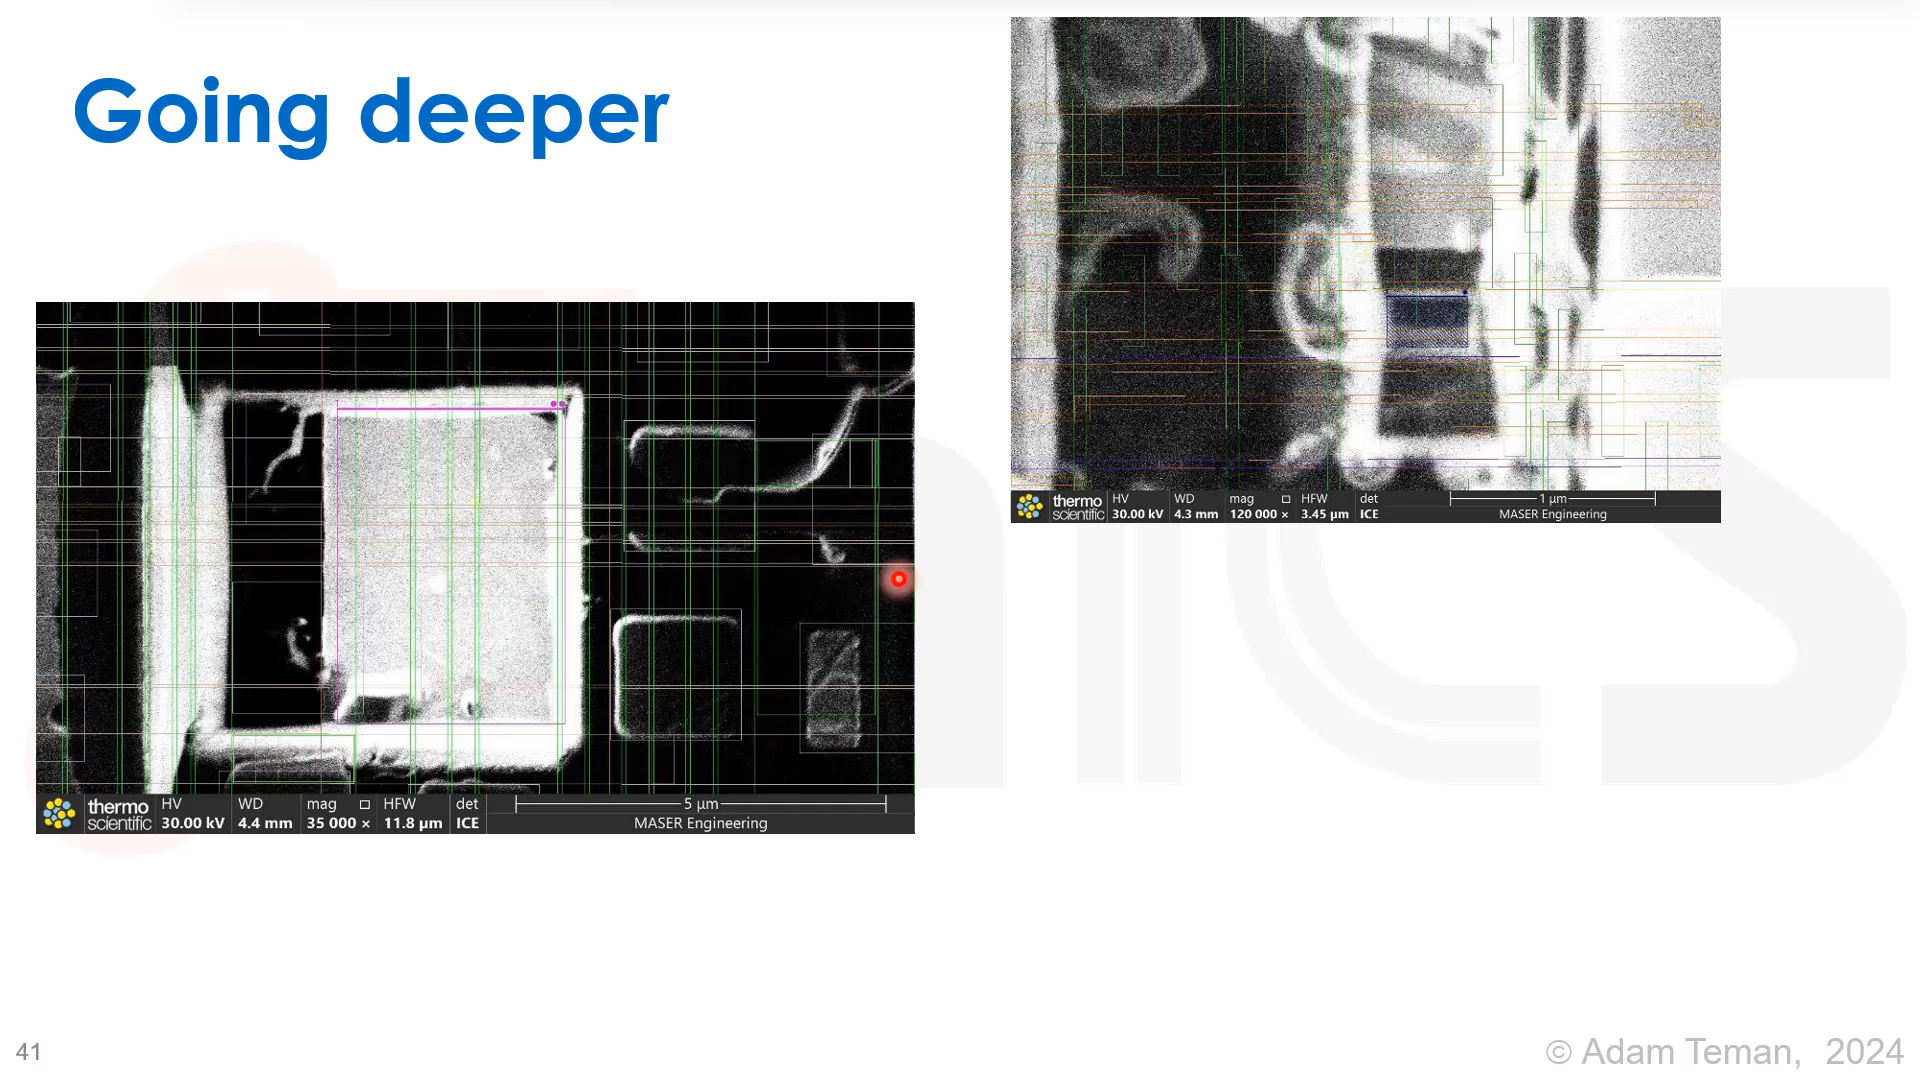 Going deeper
thermo scientific
HV WD mag HFW det 1 μm
30.00 kV 4.3 mm 120 000 × 3.45 μm ICE MASER Engineering
thermo scientific
HV WD mag HFW det 5 μm
30.00 kV 4.4 mm 35 000 × 11.8 μm ICE MASER Engineering
41
© Adam Teman, 2024